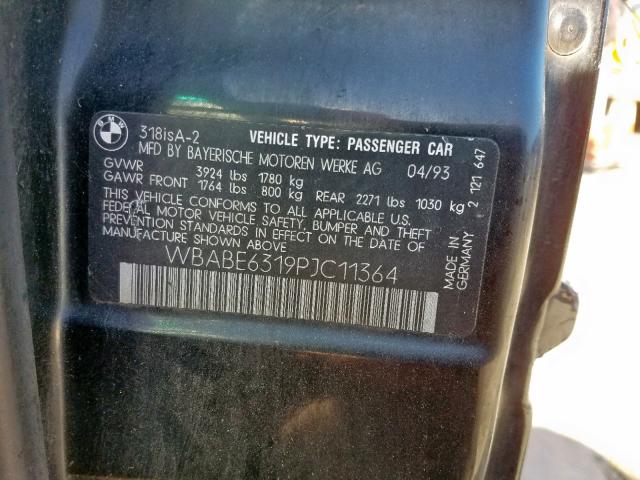 BMW
318isA-2 VEHICLE TYPE: PASSENGER CAR
MFD BY BAYERISCHE MOTOREN WERKE AG 04/93
GVWR 3924 lbs 1780 kg
GAWR FRONT 1764 lbs 800 kg REAR 2271 lbs 1030 kg
THIS VEHICLE CONFORMS TO ALL APPLICABLE U.S.
FEDERAL MOTOR VEHICLE SAFETY, BUMPER AND THEFT
PREVENTION STANDARDS IN EFFECT ON THE DATE OF
MANUFACTURE SHOWN ABOVE
WBABE6319PJC11364
2 121 647
MADE IN
GERMANY